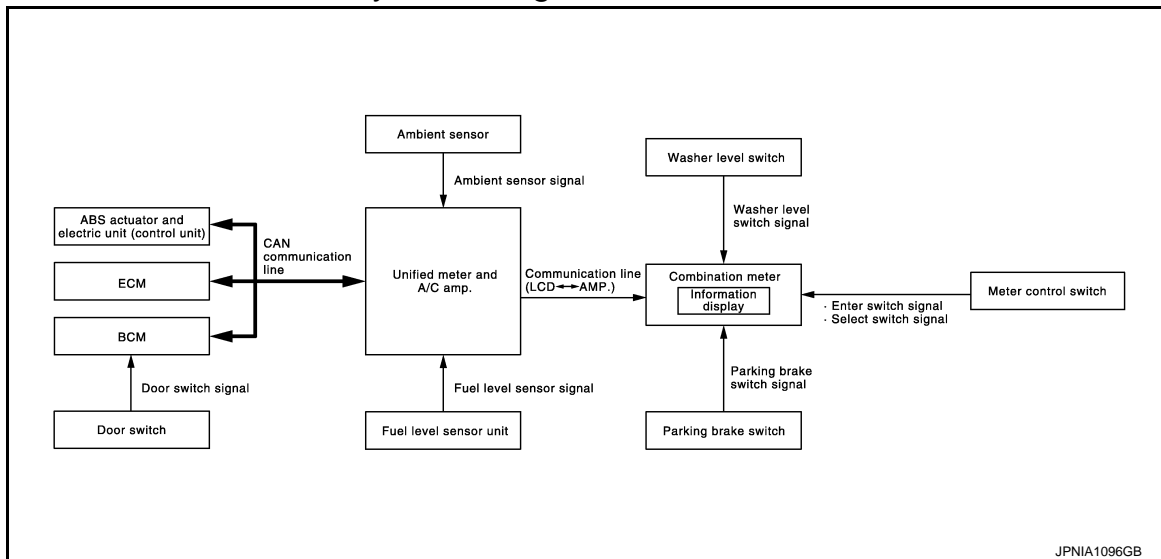 Ambient sensor
Ambient sensor signal
Washer level switch
Washer level
switch signal
ABS actuator and
electric unit (control unit)
CAN
communication
line
ECM
BCM
Door switch signal
Door switch
Unified meter and
A/C amp.
Communication line
(LCD↔AMP.)
Combination meter
Information
display
· Enter switch signal
· Select switch signal
Meter control switch
Fuel level sensor signal
Fuel level sensor unit
Parking brake
switch signal
Parking brake switch
JPNIA1096GB